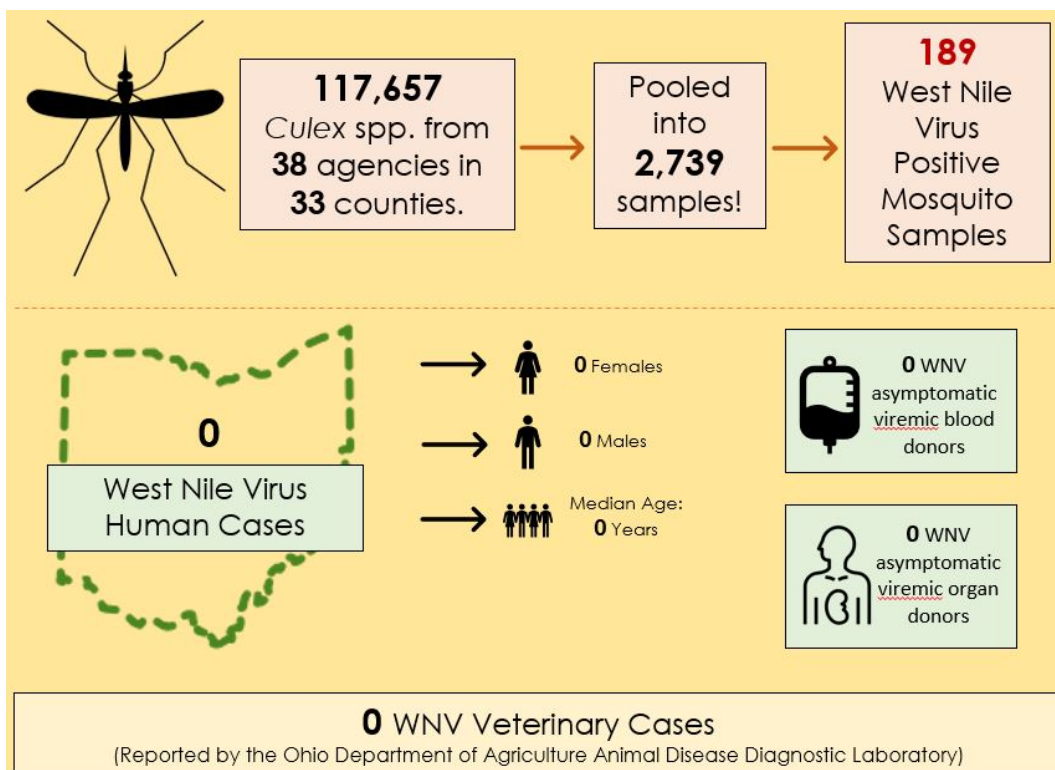 117,657
Culex spp. from
38 agencies in
33 counties.
Pooled
into
2,739
samples!
189
West Nile
Virus
Positive
Mosquito
Samples
0
West Nile Virus
Human Cases
0 Females
0 Males
Median Age:
0 Years
0 WNV
asymptomatic
viremic blood
donors
0 WNV
asymptomatic
viremic organ
donors
0 WNV Veterinary Cases
(Reported by the Ohio Department of Agriculture Animal Disease Diagnostic Laboratory)